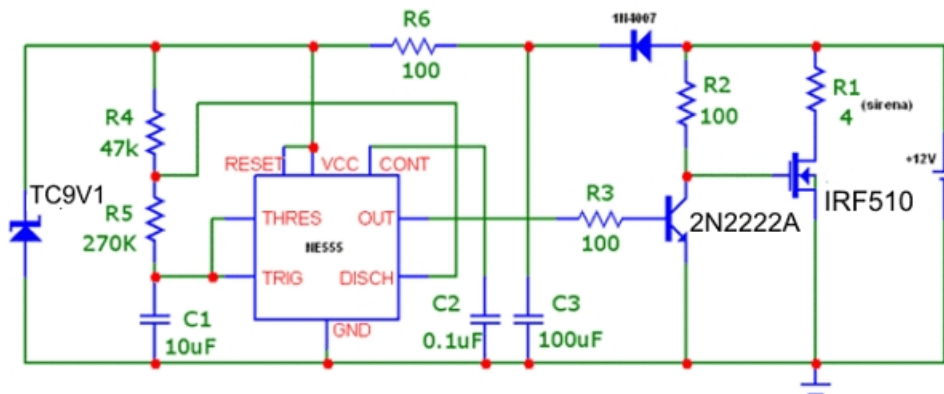 R6
100
1N4007
R4
47k
R2
100
R1
4
(sirena)
RESET
VCC
CONT
+12V
TC9V1
R5
270K
THRES
OUT
NE555
R3
100
2N2222A
IRF510
TRIG
DISCH
C1
10uF
GND
C2
0.1uF
C3
100uF